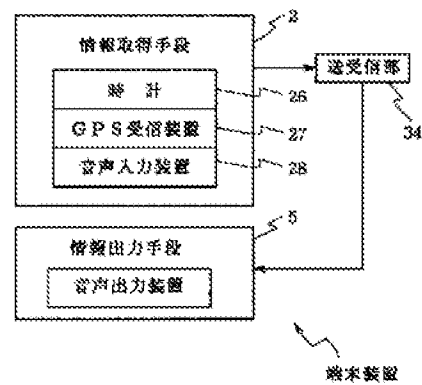 2
情報取得手段
送受信部
時計
26
GPS受信装置
27
34
音声入力装置
28
5
情報出力手段
音声出力装置
端末装置